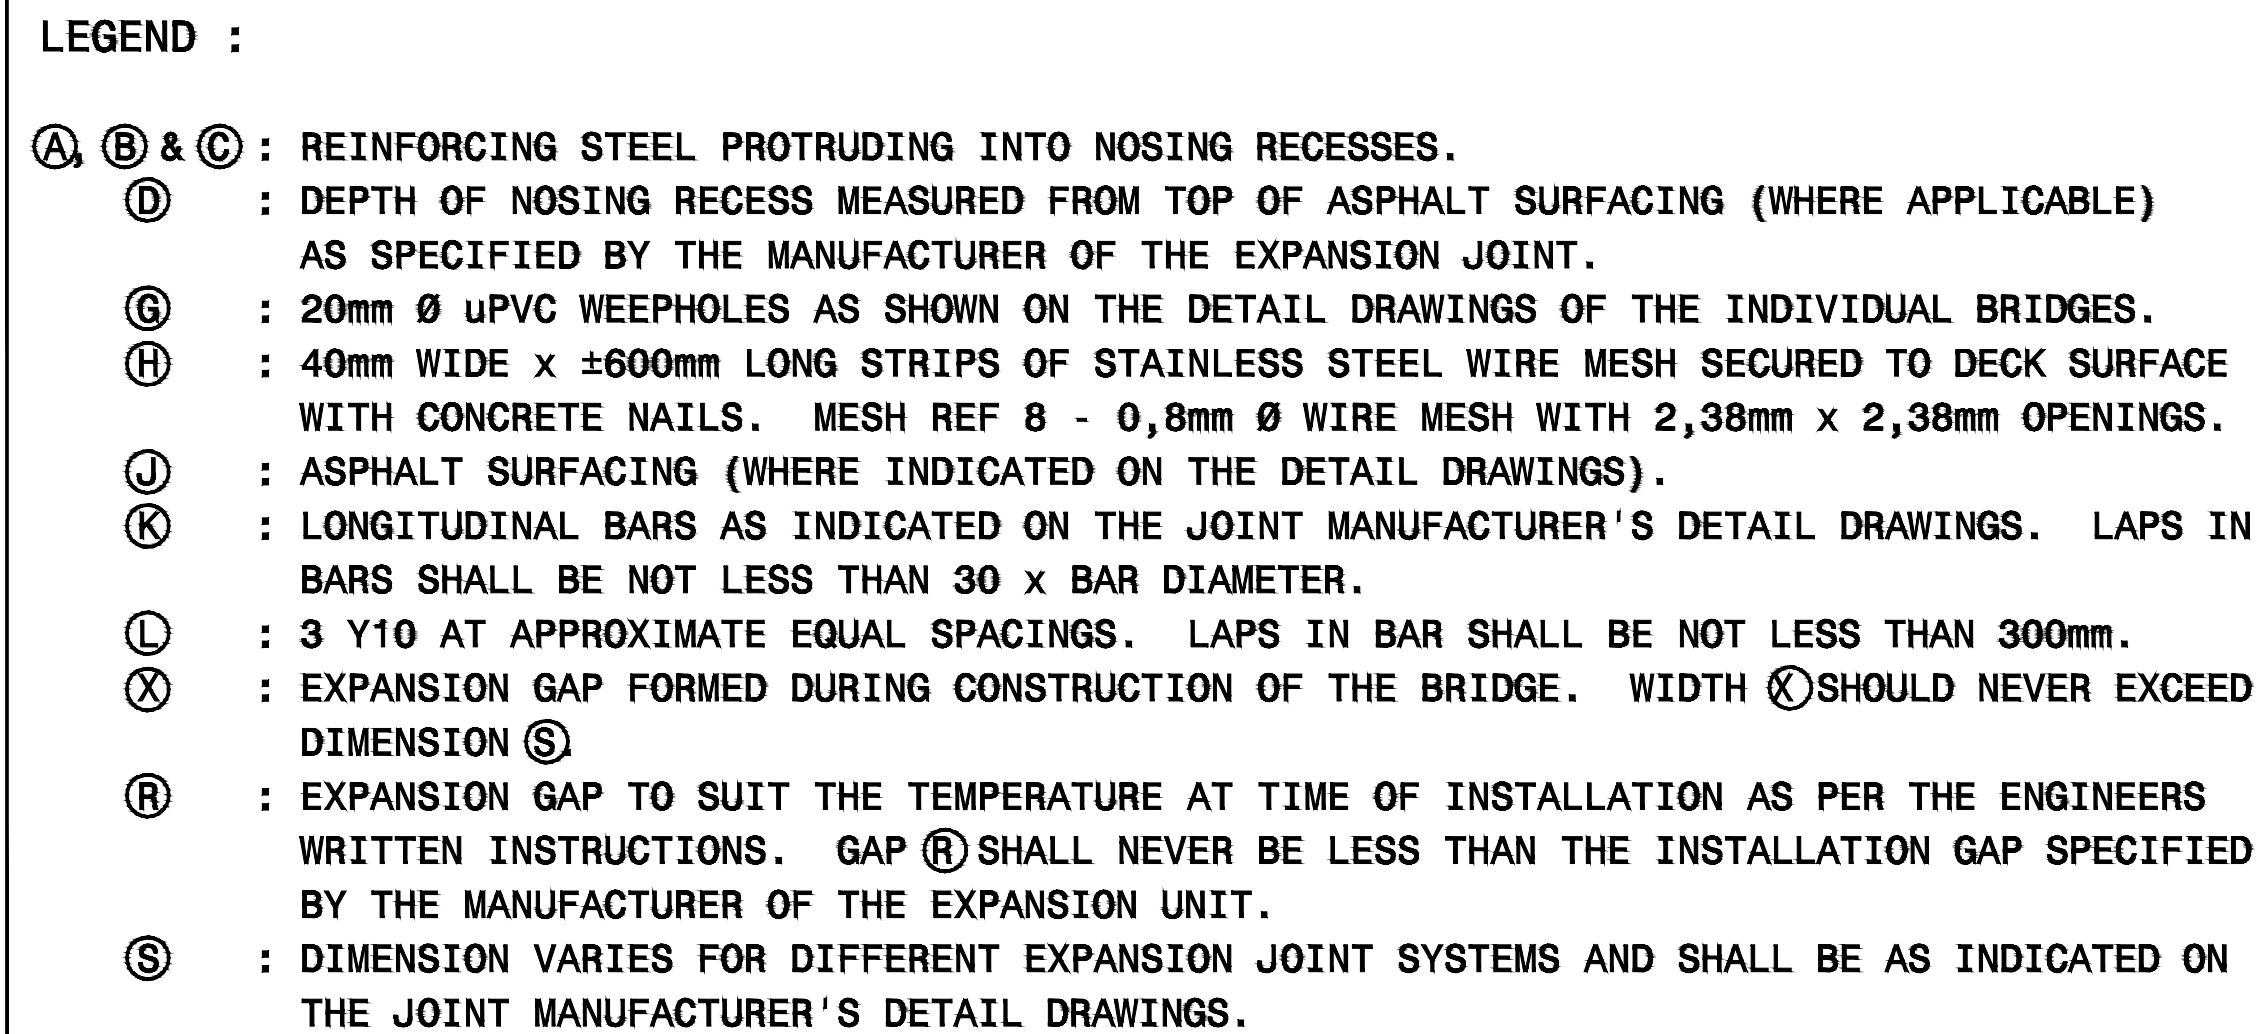 LEGEND :
Ⓐ, Ⓑ & Ⓒ : REINFORCING STEEL PROTRUDING INTO NOSING RECESSES.
Ⓓ : DEPTH OF NOSING RECESS MEASURED FROM TOP OF ASPHALT SURFACING (WHERE APPLICABLE)
AS SPECIFIED BY THE MANUFACTURER OF THE EXPANSION JOINT.
Ⓖ : 20mm Ø uPVC WEEPHOLES AS SHOWN ON THE DETAIL DRAWINGS OF THE INDIVIDUAL BRIDGES.
Ⓗ : 40mm WIDE x ±600mm LONG STRIPS OF STAINLESS STEEL WIRE MESH SECURED TO DECK SURFACE
WITH CONCRETE NAILS. MESH REF 8 - 0,8mm Ø WIRE MESH WITH 2,38mm x 2,38mm OPENINGS.
Ⓙ : ASPHALT SURFACING (WHERE INDICATED ON THE DETAIL DRAWINGS).
Ⓚ : LONGITUDINAL BARS AS INDICATED ON THE JOINT MANUFACTURER'S DETAIL DRAWINGS. LAPS IN
BARS SHALL BE NOT LESS THAN 30 x BAR DIAMETER.
Ⓛ : 3 Y10 AT APPROXIMATE EQUAL SPACINGS. LAPS IN BAR SHALL BE NOT LESS THAN 300mm.
Ⓧ : EXPANSION GAP FORMED DURING CONSTRUCTION OF THE BRIDGE. WIDTH Ⓧ SHOULD NEVER EXCEED
DIMENSION Ⓢ.
Ⓡ : EXPANSION GAP TO SUIT THE TEMPERATURE AT TIME OF INSTALLATION AS PER THE ENGINEERS
WRITTEN INSTRUCTIONS. GAP Ⓡ SHALL NEVER BE LESS THAN THE INSTALLATION GAP SPECIFIED
BY THE MANUFACTURER OF THE EXPANSION UNIT.
Ⓢ : DIMENSION VARIES FOR DIFFERENT EXPANSION JOINT SYSTEMS AND SHALL BE AS INDICATED ON
THE JOINT MANUFACTURER'S DETAIL DRAWINGS.